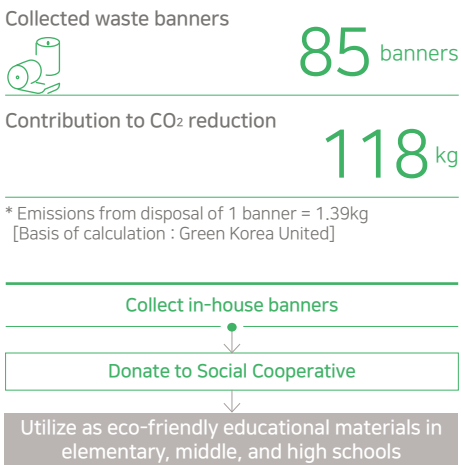 Collected waste banners
85 banners
Contribution to CO2 reduction
118 kg
* Emissions from disposal of 1 banner = 1.39kg
[Basis of calculation : Green Korea United]
Collect in-house banners
Donate to Social Cooperative
Utilize as eco-friendly educational materials in
elementary, middle, and high schools